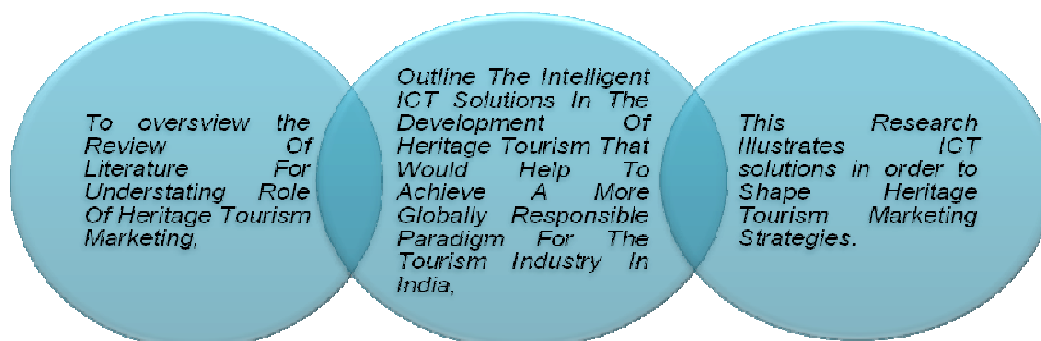 To oversview the
Review Of
Literature For
Understating Role
Of Heritage Tourism
Marketing,
Outline The Intelligent
ICT Solutions In The
Development Of
Heritage Tourism That
Would Help To
Achieve A More
Globally Responsible
Paradigm For The
Tourism Industry In
India,
This Research
Illustrates ICT
solutions in order to
Shape Heritage
Tourism Marketing
Strategies.